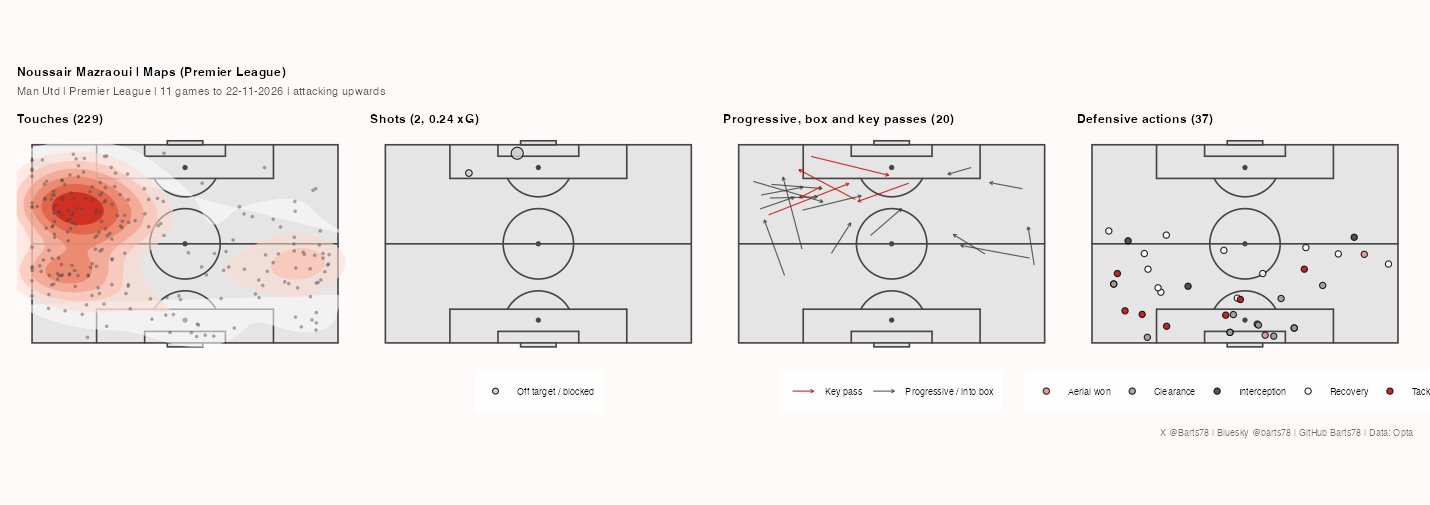 Noussair Mazraoui | Maps (Premier League)
Man Utd | Premier League | 11 games to 22-11-2026 | attacking upwards
Touches (229)
Shots (2, 0.24 xG)
Progressive, box and key passes (20)
Defensive actions (37)
Off target / blocked
Key pass
Progressive / into box
Aerial won
Clearance
Interception
Recovery
Tack
X @Barts78 | Bluesky @barts78 | GitHub Barts78 | Data: Opta